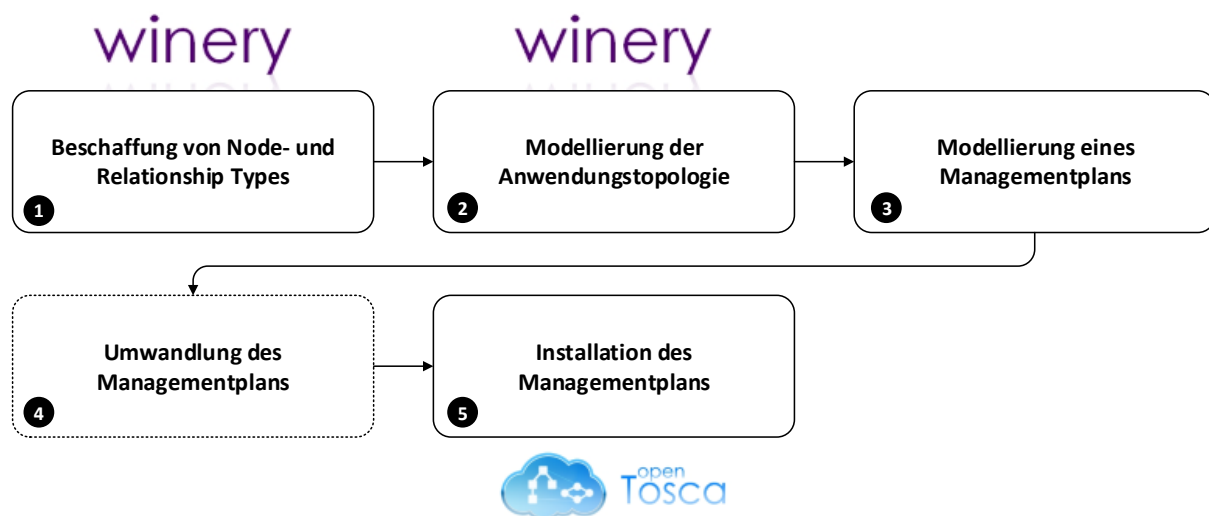 winery
winery
Beschaffung von Node- und
Relationship Types
1
Modellierung der
Anwendungstopologie
2
Modellierung eines
Managementplans
3
Umwandlung des
Managementplans
4
Installation des
Managementplans
5
open
Tosca